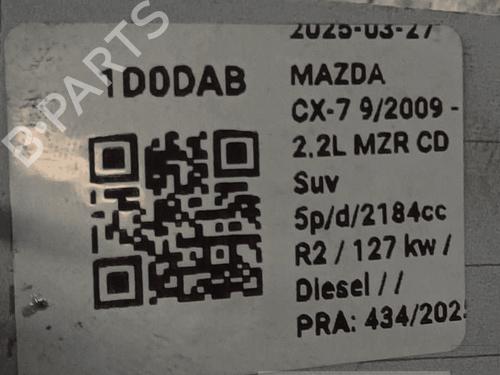 2025-03-27
1D0DAB
MAZDA
CX-7 9/2009 -
2.2L MZR CD
Suv
5p/d/2184cc
R2 / 127 kw /
Diesel / /
PRA: 434/2025
B-PARTS